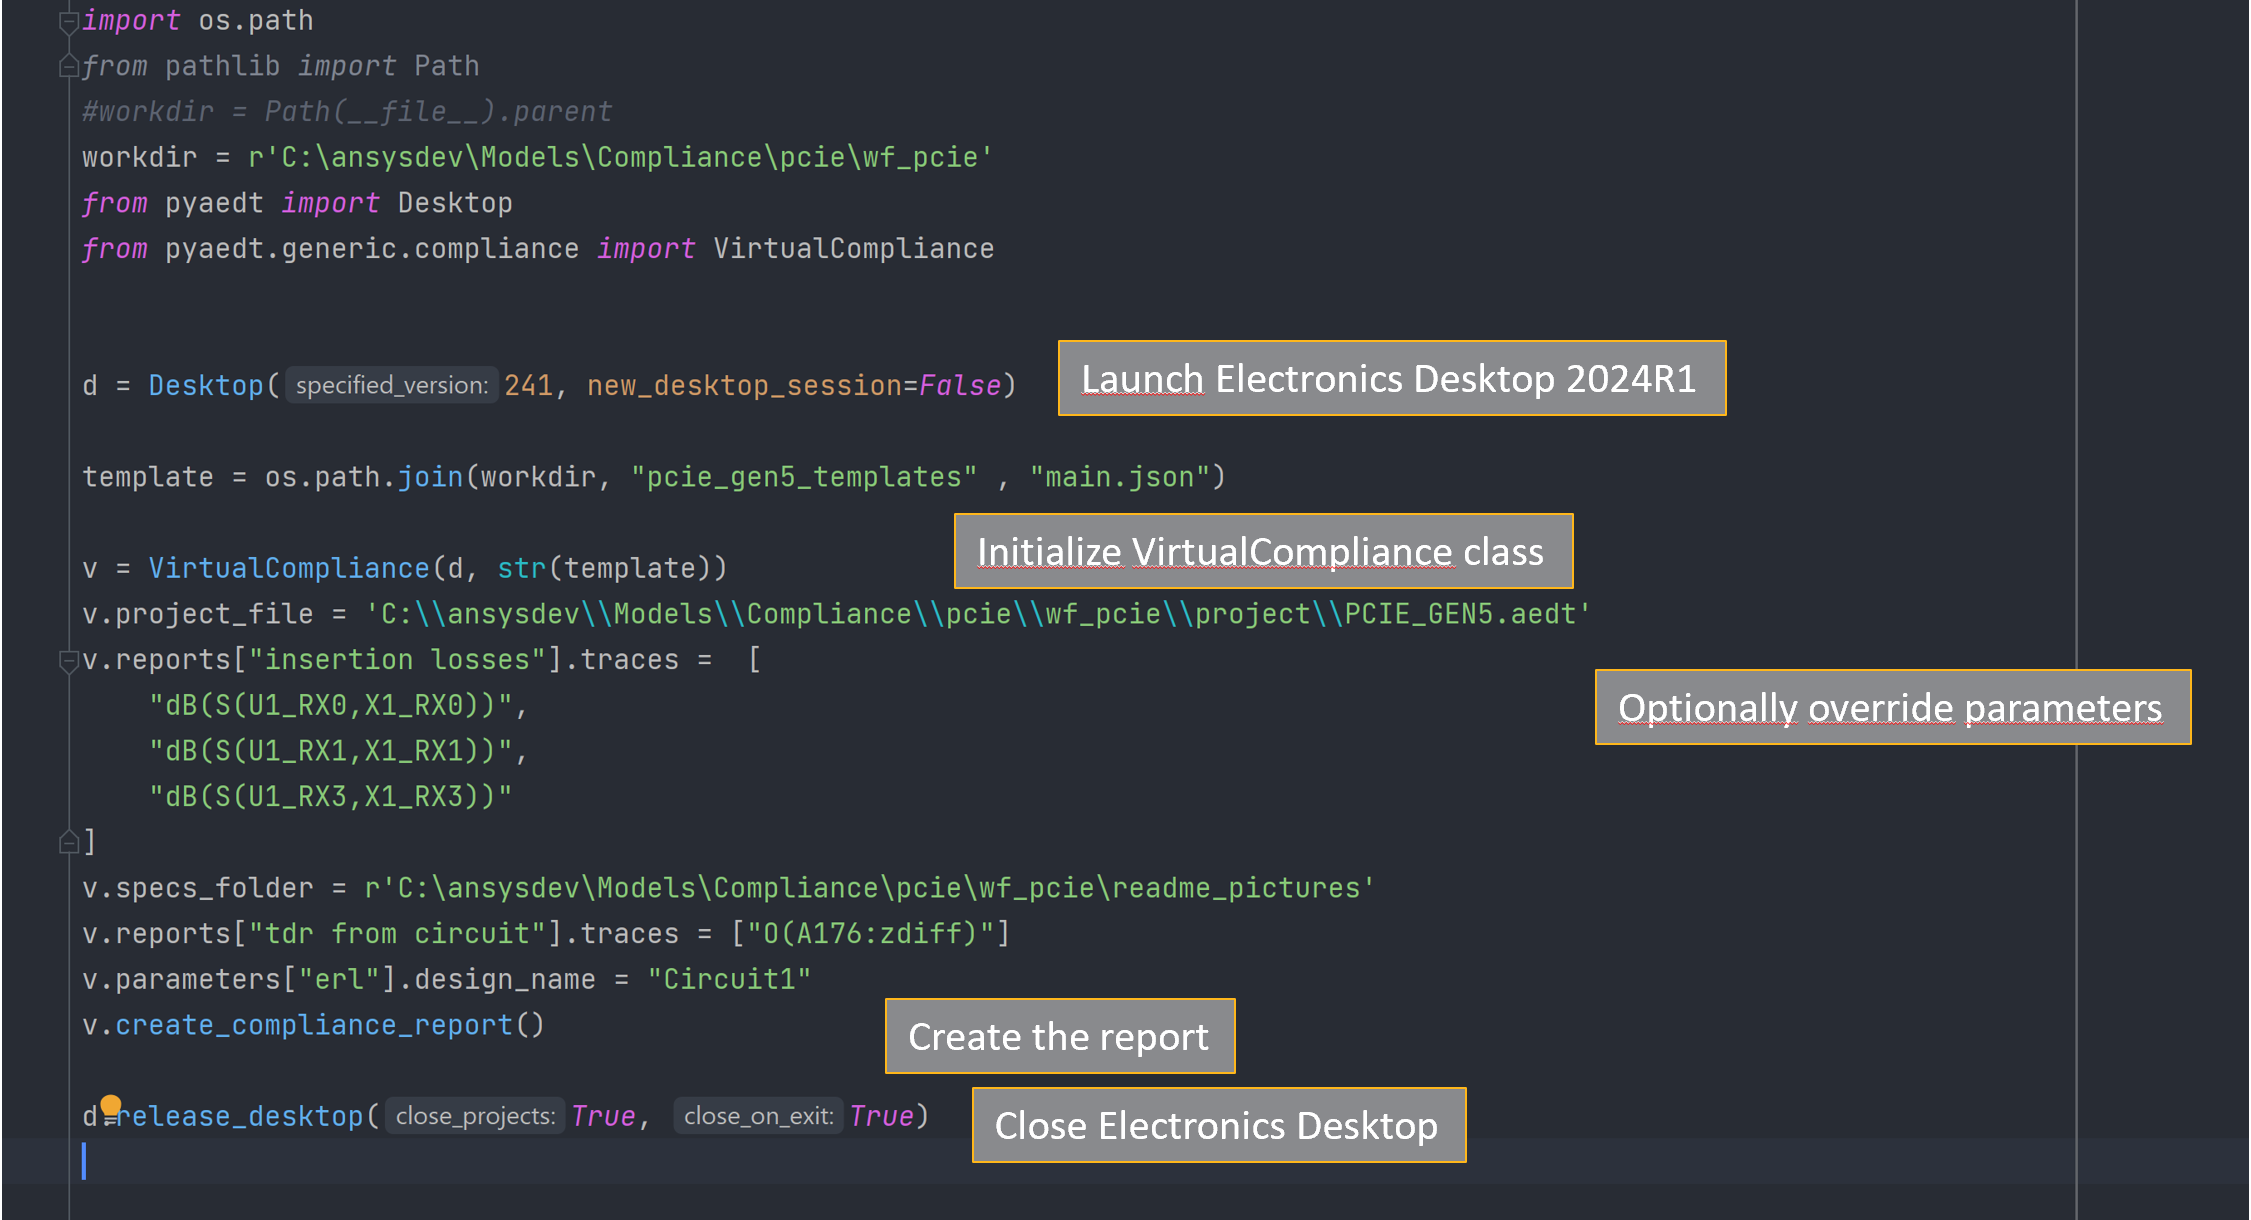 import os.path
from pathlib import Path
#workdir = Path(__file__).parent
workdir = r'C:\ansysdev\Models\Compliance\pcie\wf_pcie'
from pyaedt import Desktop
from pyaedt.generic.compliance import VirtualCompliance
d = Desktop( specified_version: 241, new_desktop_session=False)
Launch Electronics Desktop 2024R1
template = os.path.join(workdir, "pcie_gen5_templates" , "main.json")
Initialize VirtualCompliance class
v = VirtualCompliance(d, str(template))
v.project_file = 'C:\\ansysdev\\Models\\Compliance\\pcie\\wf_pcie\\project\\PCIE_GEN5.aedt'
v.reports["insertion losses"].traces =  [
Optionally override parameters
    "dB(S(U1_RX0,X1_RX0))",
    "dB(S(U1_RX1,X1_RX1))",
    "dB(S(U1_RX3,X1_RX3))"
]
v.specs_folder = r'C:\ansysdev\Models\Compliance\pcie\wf_pcie\readme_pictures'
v.reports["tdr from circuit"].traces = ["O(A176:zdiff)"]
v.parameters["erl"].design_name = "Circuit1"
v.create_compliance_report()
Create the report
d.release_desktop( close_projects: True, close_on_exit: True)
Close Electronics Desktop